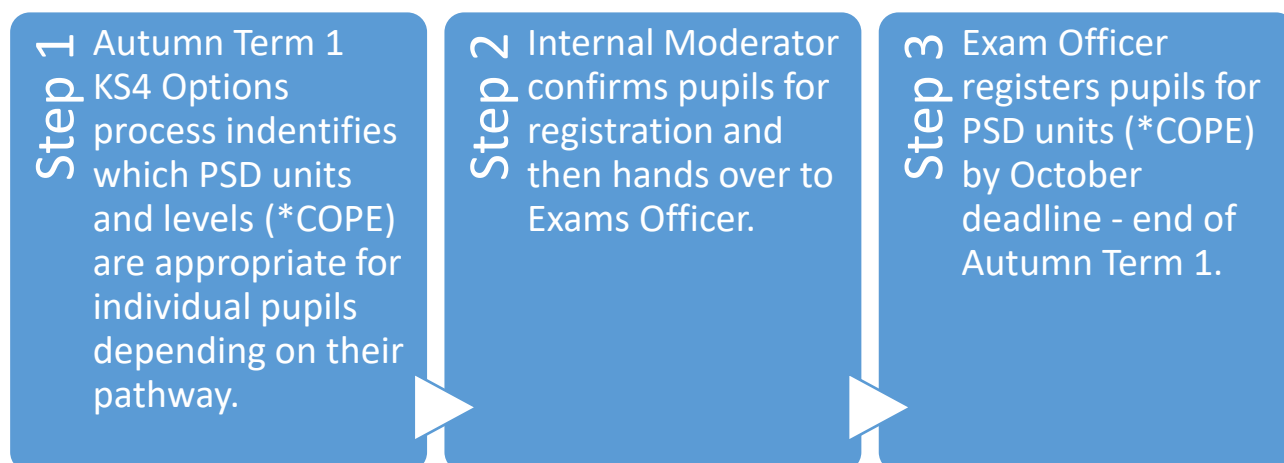 Step 1
Autumn Term 1
KS4 Options
process indentifies
which PSD units
and levels (*COPE)
are appropriate for
individual pupils
depending on their
pathway.
Step 2
Internal Moderator
confirms pupils for
registration and
then hands over to
Exams Officer.
Step 3
Exam Officer
registers pupils for
PSD units (*COPE)
by October
deadline - end of
Autumn Term 1.